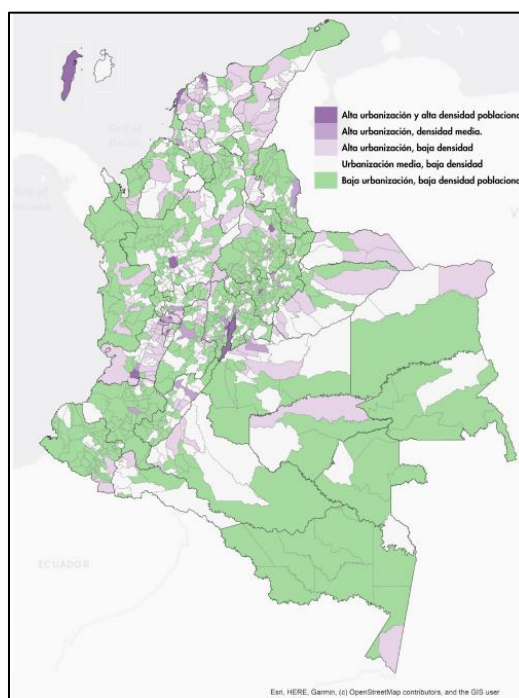 Alta urbanización y alta densidad poblaciona
Alta urbanización, densidad media.
Alta urbanización, baja densidad
Urbanización media, baja densidad
Baja urbanización, baja densidad poblacional
ECUADOR
Esri, HERE, Garmin, (c) OpenStreetMap contributors, and the GIS user